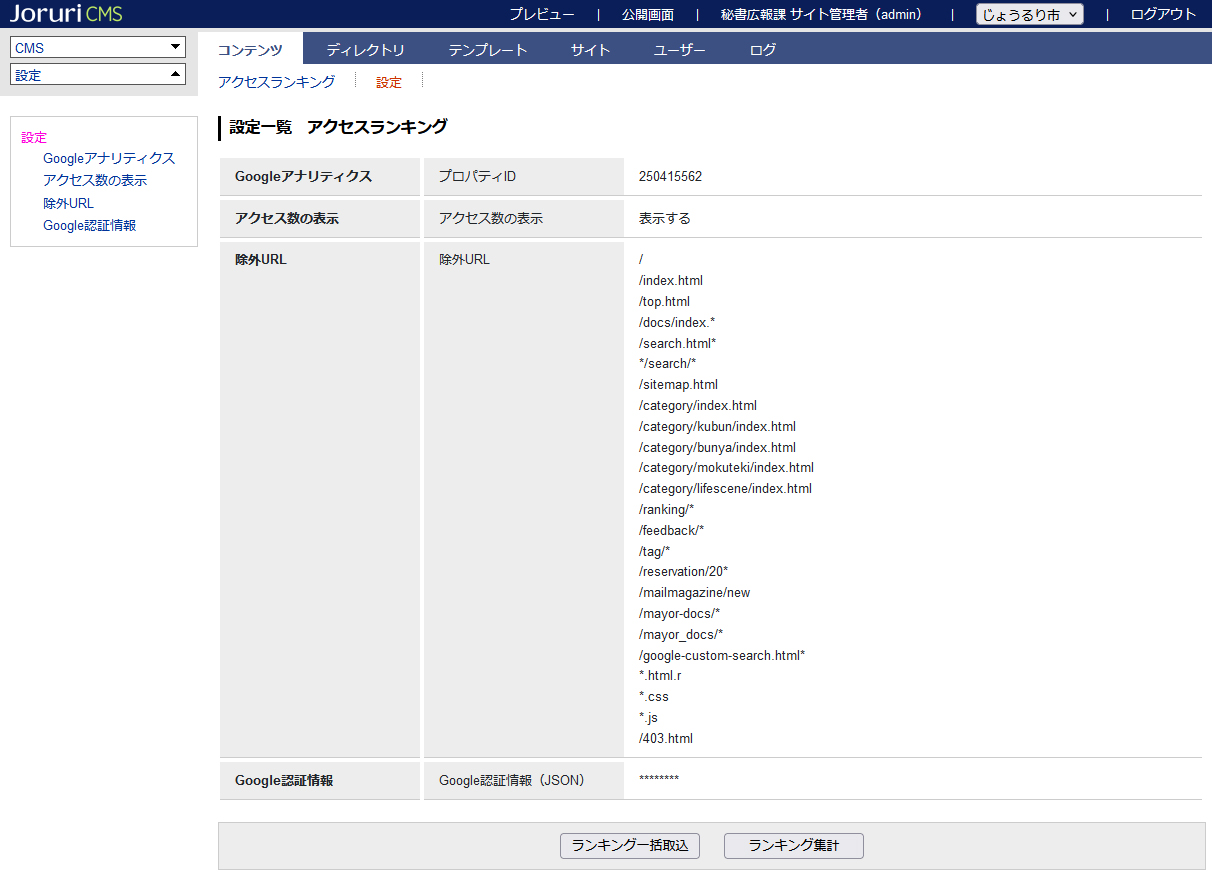 Joruri CMS
プレビュー | 公開画面 | 秘書広報課 サイト管理者（admin） | じょうるり市 | ログアウト
CMS
設定
コンテンツ ディレクトリ テンプレート サイト ユーザー ログ
アクセスランキング 設定
設定
Googleアナリティクス
アクセス数の表示
除外URL
Google認証情報
設定一覧 アクセスランキング
Googleアナリティクス プロパティID 250415562
アクセス数の表示 アクセス数の表示 表示する
除外URL 除外URL /
/index.html
/top.html
/docs/index.*
/search.html*
*/search/*
/sitemap.html
/category/index.html
/category/kubun/index.html
/category/bunya/index.html
/category/mokuteki/index.html
/category/lifescene/index.html
/ranking/*
/feedback/*
/tag/*
/reservation/20*
/mailmagazine/new
/mayor-docs/*
/mayor_docs/*
/google-custom-search.html*
*.html.r
*.css
*.js
/403.html
Google認証情報 Google認証情報（JSON） ********
ランキング一括取込 ランキング集計